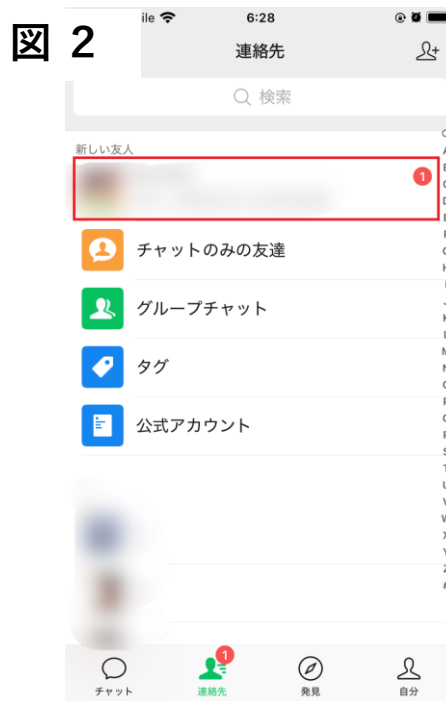 図 2
ile 6:28
連絡先
検索
新しい友人
1
チャットのみの友達
グループチャット
タグ
公式アカウント
1
チャット
連絡先
発見
自分